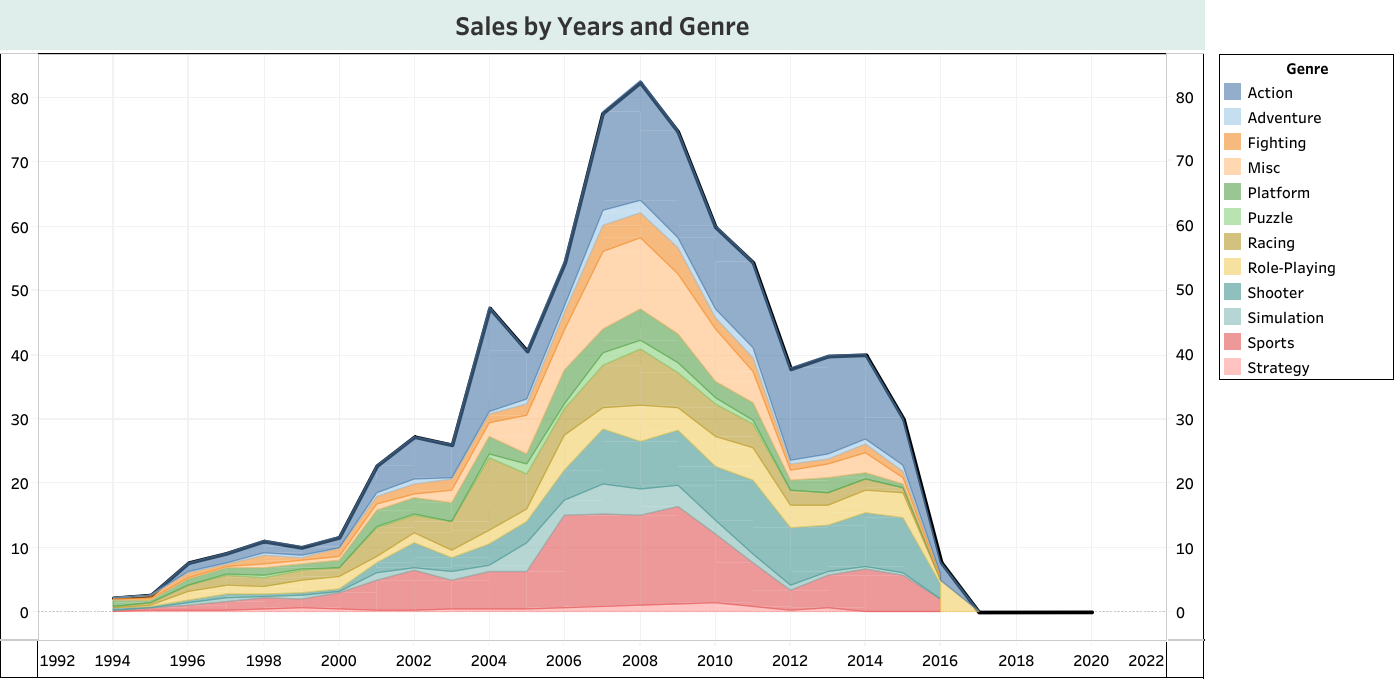 Sales by Years and Genre
80
70
60
50
40
30
20
10
0
80
70
60
50
40
30
20
10
0
1992 1994 1996 1998 2000 2002 2004 2006 2008 2010 2012 2014 2016 2018 2020 2022
Genre
Action
Adventure
Fighting
Misc
Platform
Puzzle
Racing
Role-Playing
Shooter
Simulation
Sports
Strategy